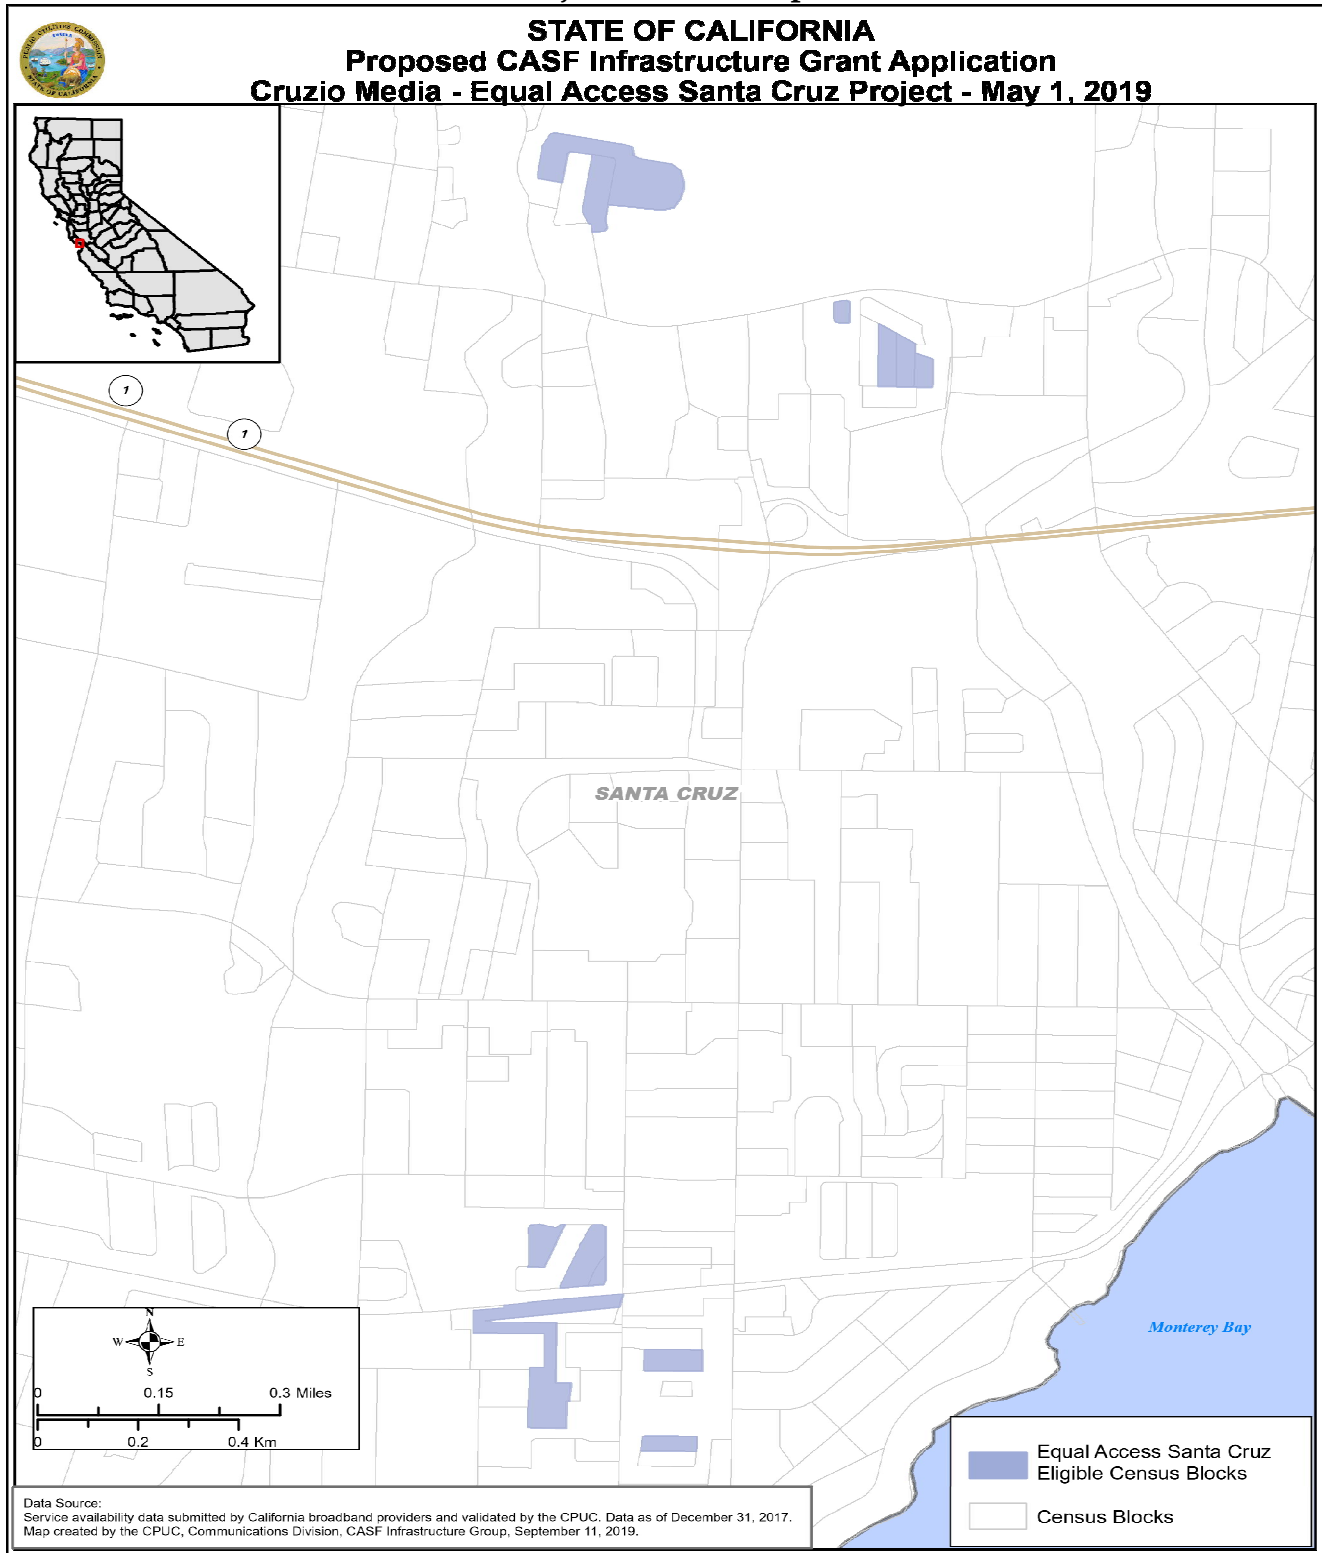 STATE OF CALIFORNIA
Proposed CASF Infrastructure Grant Application
Cruzio Media - Equal Access Santa Cruz Project - May 1, 2019
1
1
SANTA CRUZ
Monterey Bay
N
W E
S
0 0.15 0.3 Miles
0 0.2 0.4 Km
Equal Access Santa Cruz
Eligible Census Blocks
Census Blocks
Data Source:
Service availability data submitted by California broadband providers and validated by the CPUC. Data as of December 31, 2017.
Map created by the CPUC, Communications Division, CASF Infrastructure Group, September 11, 2019.